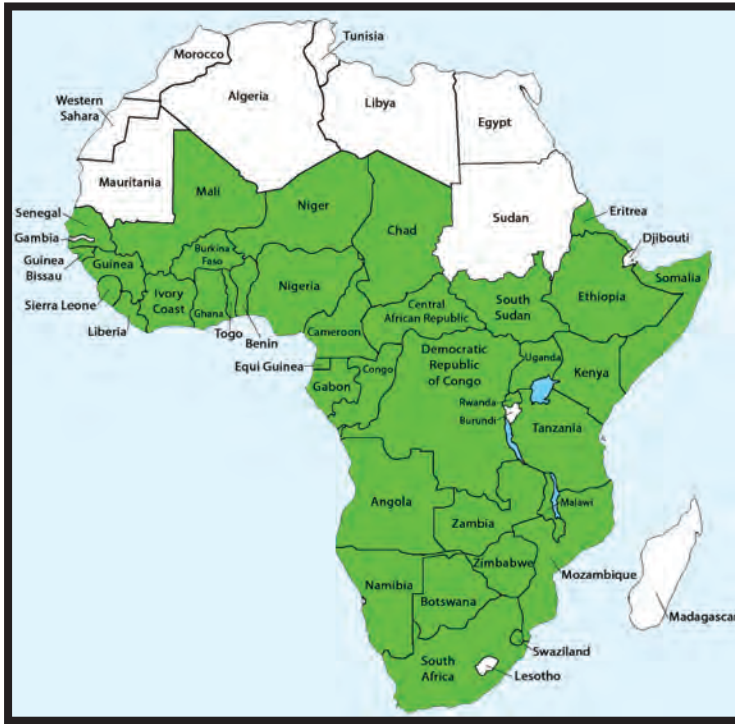 Tunisia
Morocco
Algeria
Western
Sahara
Libya
Egypt
Mauritania
Mali
Niger
Chad
Sudan
Eritrea
Senegal
Gambia
Djibouti
Guinea
Bissau
Guinea
Burkina
Faso
Nigeria
Somalia
Ethiopia
Sierra Leone
Ivory
Coast
Ghana
Central
African Republic
South
Sudan
Liberia
Togo
Benin
Cameroon
Equi Guinea
Gabon
Congo
Democratic
Republic
of Congo
Uganda
Kenya
Rwanda
Burundi
Tanzania
Angola
Zambia
Malawi
Zimbabwe
Mozambique
Namibia
Botswana
Madagascar
Swaziland
South
Africa
Lesotho